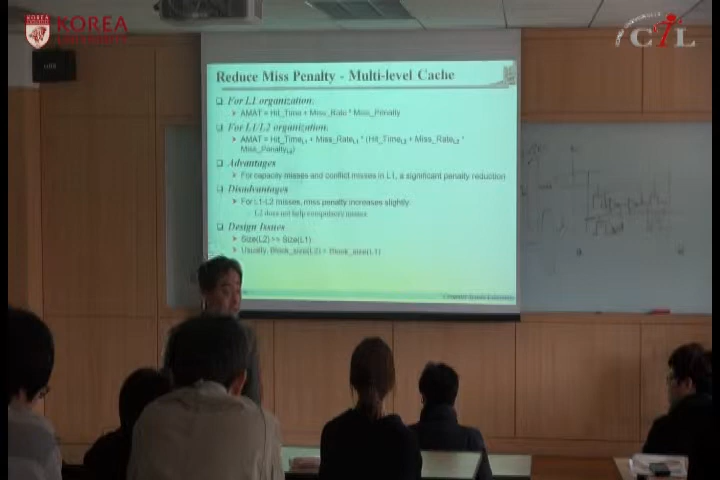 KOREA
CIL
Reduce Miss Penalty - Multi-level Cache
For L1 organization:
AMAT = Hit_Time + Miss_Rate * Miss_Penalty
For L1/L2 organization:
AMAT = Hit_TimeL1 + Miss_RateL1 * (Hit_TimeL2 + Miss_RateL2 *
Miss_PenaltyL2)
Advantages
For capacity misses and conflict misses in L1, a significant penalty reduction
Disadvantages
For L1-L2 misses, miss penalty increases slightly
L2 does not help compulsory misses
Design Issues
Size(L2) >> Size(L1)
Usually, Block_size(L2) > Block_size(L1)